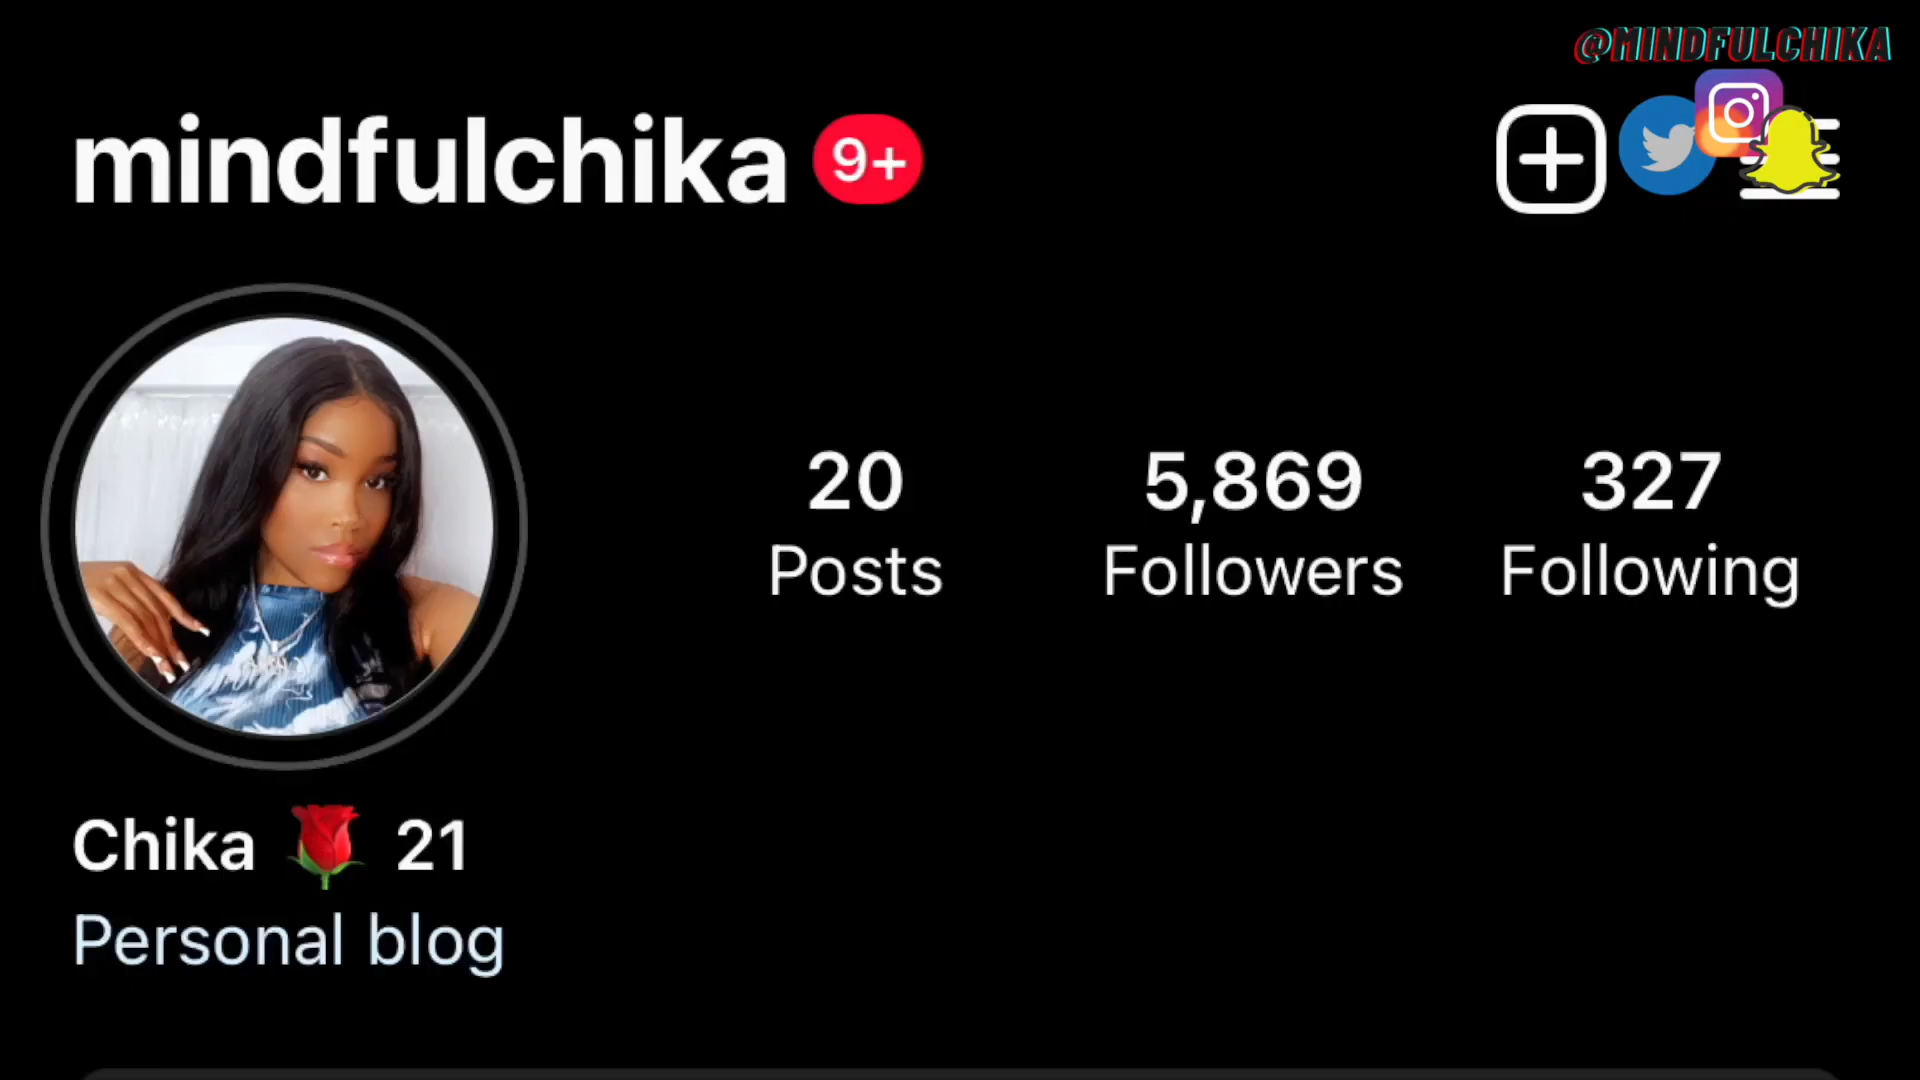 @MINDFULCHIKA
mindfulchika 9+
20 5,869 327
Posts Followers Following
Chika 🌹 21
Personal blog